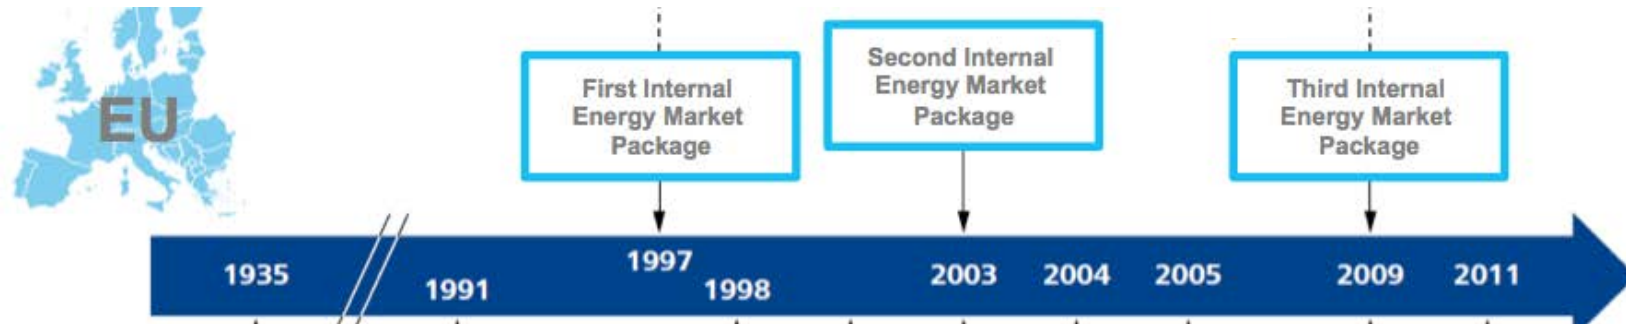 EU
First Internal
Energy Market
Package
Second Internal
Energy Market
Package
Third Internal
Energy Market
Package
1935
1991
1997
1998
2003
2004
2005
2009
2011